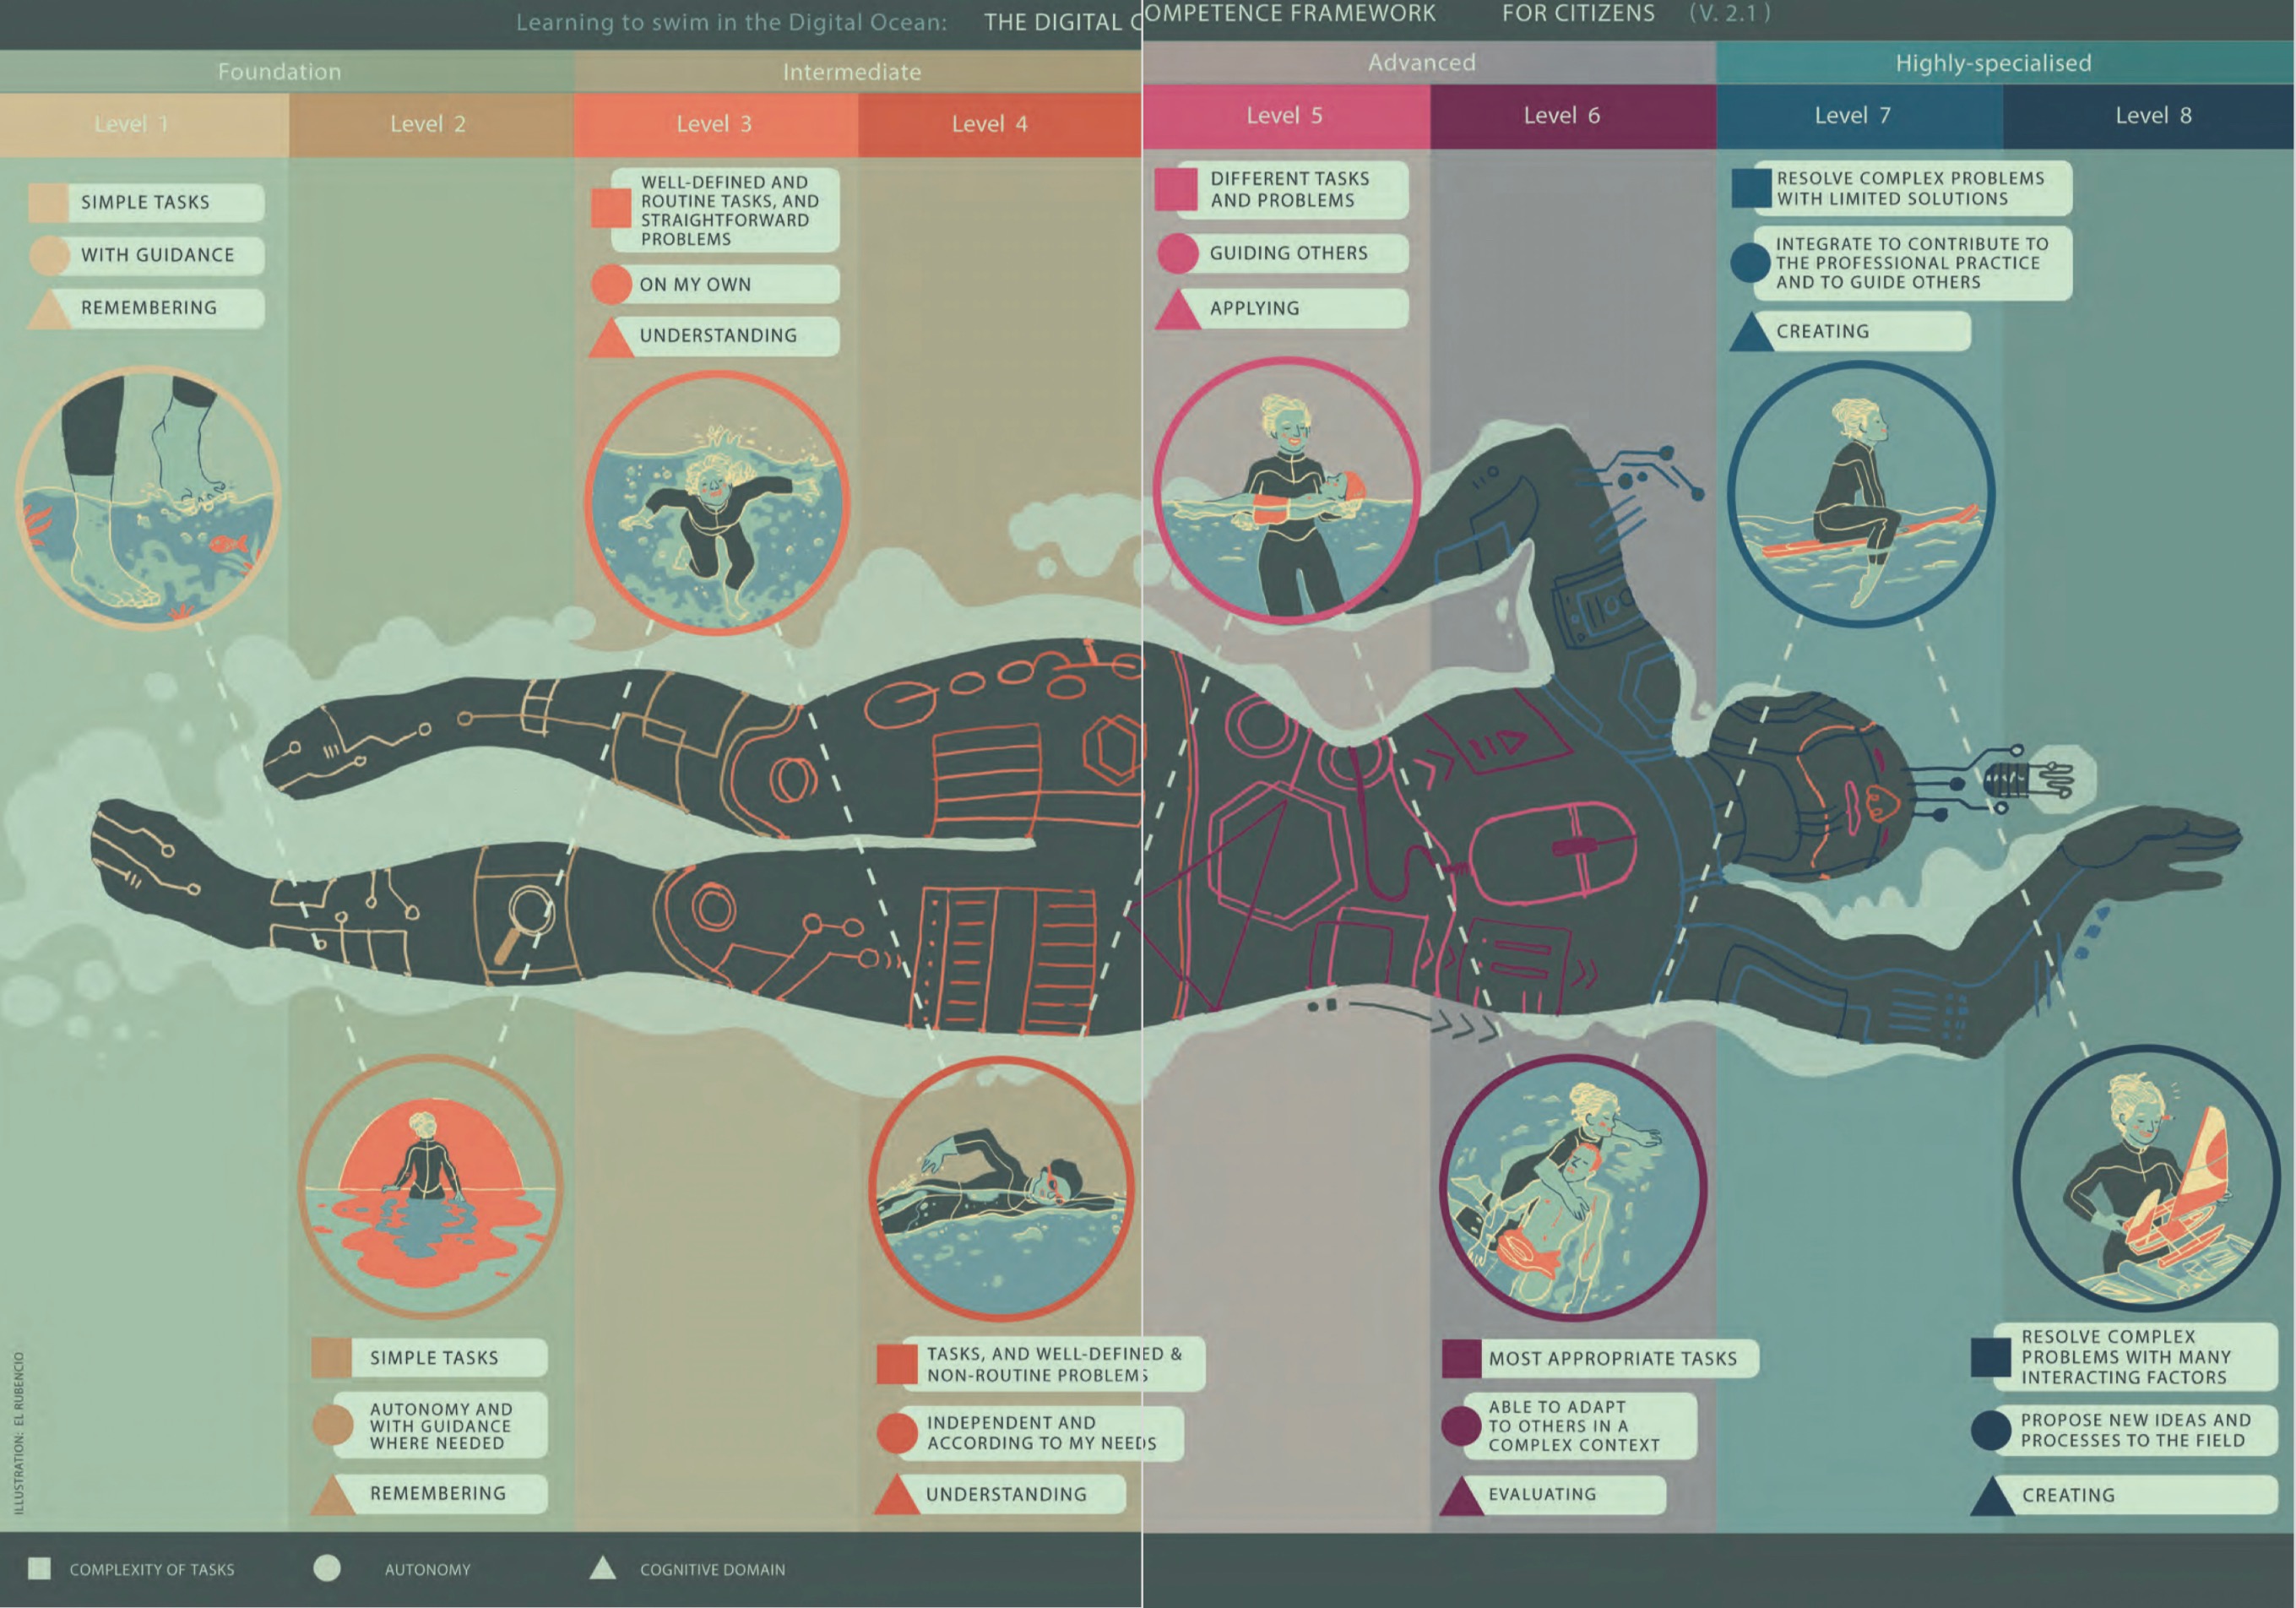 Learning to swim in the Digital Ocean: THE DIGITAL COMPETENCE FRAMEWORK FOR CITIZENS (V. 2.1)
Foundation
Intermediate
Advanced
Highly-specialised
Level 1
Level 2
Level 3
Level 4
Level 5
Level 6
Level 7
Level 8
SIMPLE TASKS
WITH GUIDANCE
REMEMBERING
WELL-DEFINED AND
ROUTINE TASKS, AND
STRAIGHTFORWARD
PROBLEMS
ON MY OWN
UNDERSTANDING
DIFFERENT TASKS
AND PROBLEMS
GUIDING OTHERS
APPLYING
RESOLVE COMPLEX PROBLEMS
WITH LIMITED SOLUTIONS
INTEGRATE TO CONTRIBUTE TO
THE PROFESSIONAL PRACTICE
AND TO GUIDE OTHERS
CREATING
SIMPLE TASKS
AUTONOMY AND
WITH GUIDANCE
WHERE NEEDED
REMEMBERING
TASKS, AND WELL-DEFINED &
NON-ROUTINE PROBLEMS
INDEPENDENT AND
ACCORDING TO MY NEEDS
UNDERSTANDING
MOST APPROPRIATE TASKS
ABLE TO ADAPT
TO OTHERS IN A
COMPLEX CONTEXT
EVALUATING
RESOLVE COMPLEX
PROBLEMS WITH MANY
INTERACTING FACTORS
PROPOSE NEW IDEAS AND
PROCESSES TO THE FIELD
CREATING
ILLUSTRATION: EL RUBENCIO
COMPLEXITY OF TASKS
AUTONOMY
COGNITIVE DOMAIN